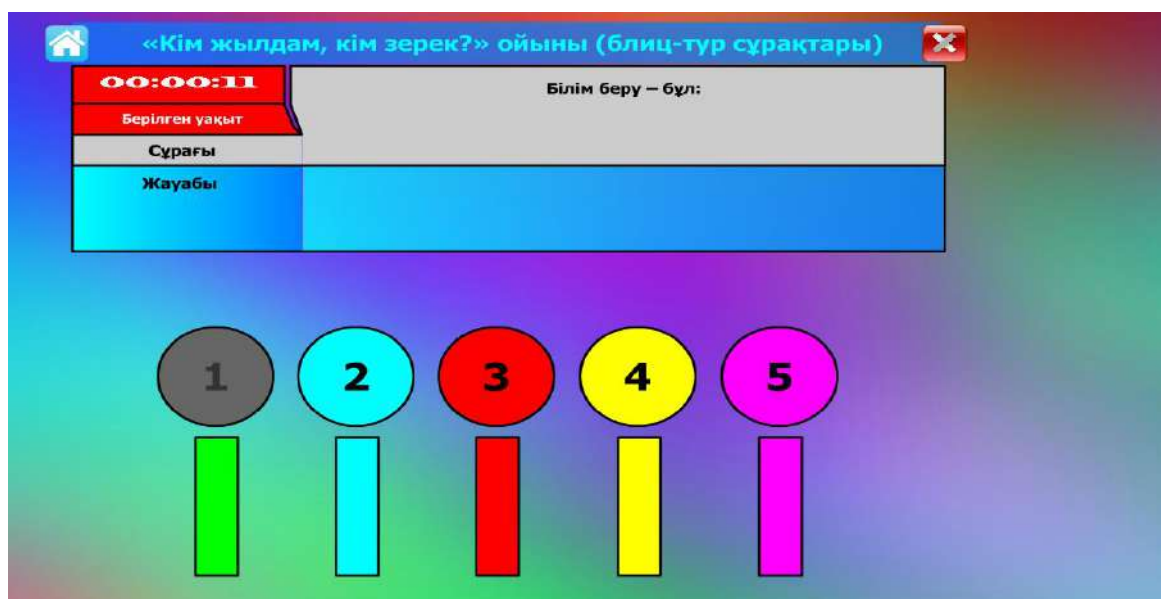 «Кім жылдам, кім зерек?» ойыны (блиц-тур сұрақтары)
00:00:11
Берілген уақыт
Білім беру – бұл:
Сұрағы
Жауабы
1 2 3 4 5